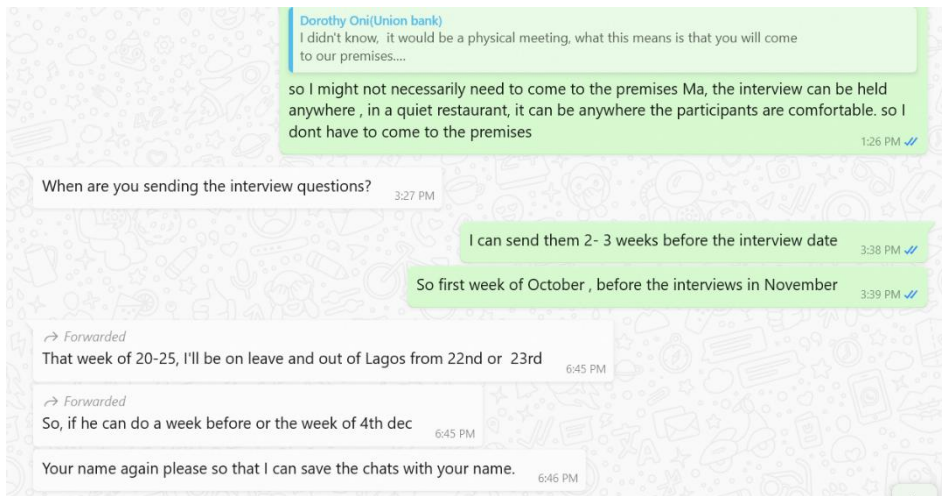 Dorothy Oni(Union bank)
I didn't know, it would be a physical meeting, what this means is that you will come
to our premises....
so I might not necessarily need to come to the premises Ma, the interview can be held
anywhere , in a quiet restaurant, it can be anywhere the participants are comfortable. so I
dont have to come to the premises
1:26 PM
When are you sending the interview questions?
3:27 PM
I can send them 2- 3 weeks before the interview date
3:38 PM
So first week of October , before the interviews in November
3:39 PM
Forwarded
That week of 20-25, I'll be on leave and out of Lagos from 22nd or 23rd
6:45 PM
Forwarded
So, if he can do a week before or the week of 4th dec
6:45 PM
Your name again please so that I can save the chats with your name.
6:46 PM